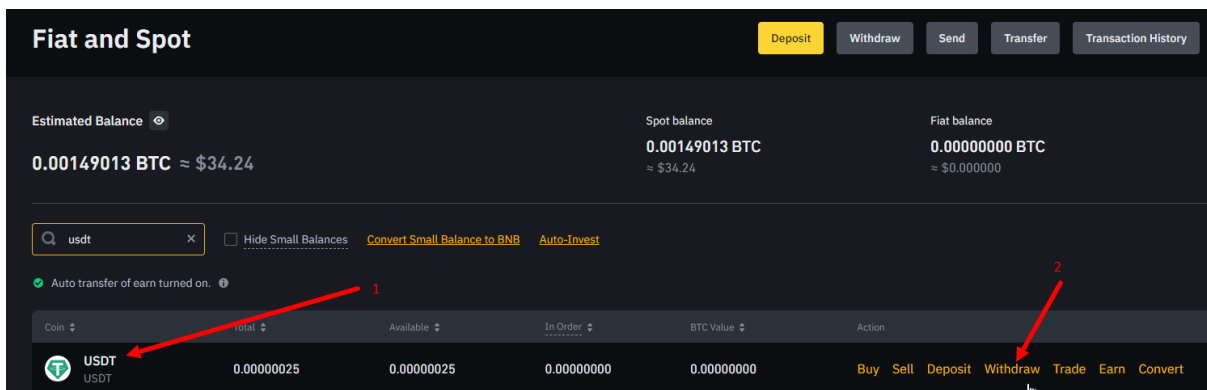 Fiat and Spot
Deposit Withdraw Send Transfer Transaction History
Estimated Balance Spot balance Fiat balance
0.00149013 BTC ≈ $34.24 0.00149013 BTC 0.00000000 BTC
≈ $34.24 ≈ $0.000000
usdt × Hide Small Balances Convert Small Balance to BNB Auto-Invest
2
Auto transfer of earn turned on.
1
Coin Total Available In Order BTC Value Action
USDT 0.00000025 0.00000025 0.00000000 0.00000000 Buy Sell Deposit Withdraw Trade Earn Convert
USDT